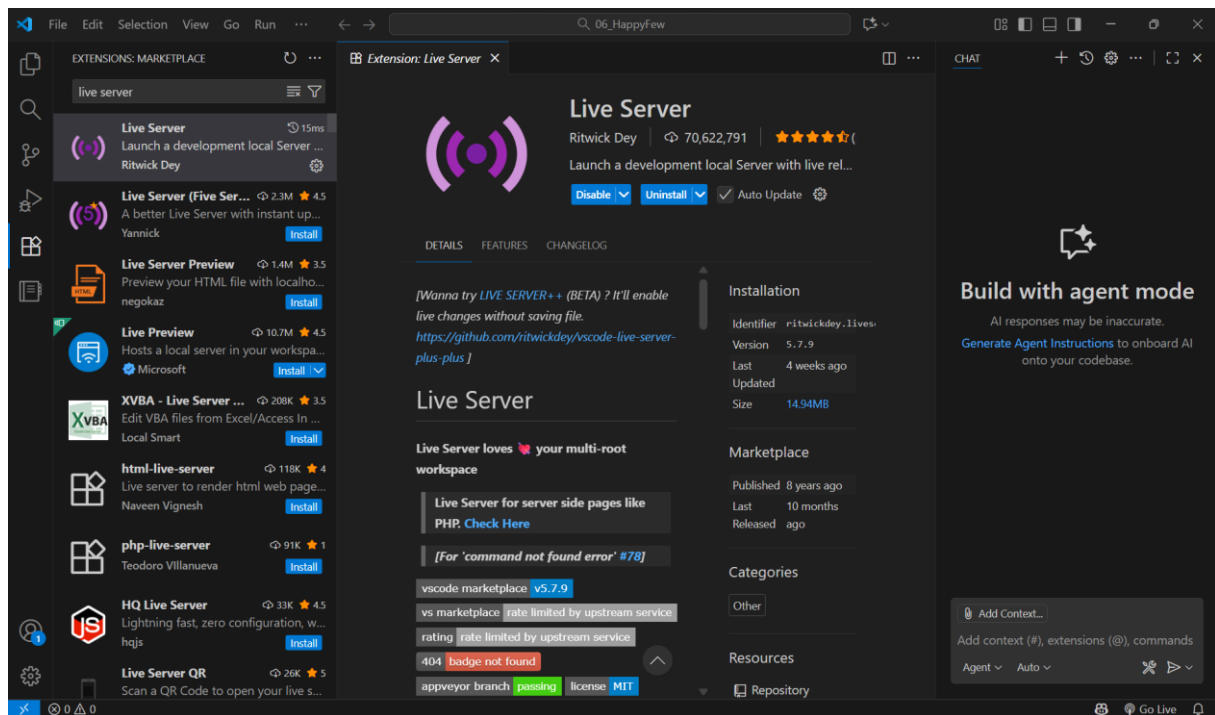 File Edit Selection View Go Run ···
06_HappyFew
EXTENSIONS: MARKETPLACE
live server
Live Server 15ms
Launch a development local Server ...
Ritwick Dey
Live Server (Five Ser... 2.3M 4.5
A better Live Server with instant up...
Yannick Install
Live Server Preview 1.4M 3.5
Preview your HTML file with localho...
negokaz Install
Live Preview 10.7M 4.5
Hosts a local server in your workspa...
Microsoft Install
XVBA - Live Server ... 208K 3.5
Edit VBA files from Excel/Access In ...
Local Smart Install
html-live-server 118K 4
Live server to render html web page...
Naveen Vignesh Install
php-live-server 91K 1
Teodoro VIllanueva Install
HQ Live Server 33K 4.5
Lightning fast, zero configuration, w...
hqjs Install
Live Server QR 26K 5
Scan a QR Code to open your live s...
Extension: Live Server
Live Server
Ritwick Dey 70,622,791 (
Launch a development local Server with live rel...
Disable Uninstall Auto Update
DETAILS FEATURES CHANGELOG
[Wanna try LIVE SERVER++ (BETA) ? It'll enable
live changes without saving file.
https://github.com/ritwickdey/vscode-live-server-
plus-plus ]
Live Server
Live Server loves 💘 your multi-root
workspace
Live Server for server side pages like
PHP. Check Here
[For 'command not found error' #78]
vscode marketplace v5.7.9
vs marketplace rate limited by upstream service
rating rate limited by upstream service
404 badge not found
appveyor branch passing license MIT
Installation
Identifier ritwickdey.lives
Version 5.7.9
Last 4 weeks ago
Updated
Size 14.94MB
Marketplace
Published 8 years ago
Last 10 months
Released ago
Categories
Other
Resources
Repository
CHAT
Build with agent mode
AI responses may be inaccurate.
Generate Agent Instructions to onboard AI
onto your codebase.
Add Context...
Add context (#), extensions (@), commands
Agent Auto
1
0 0
Go Live